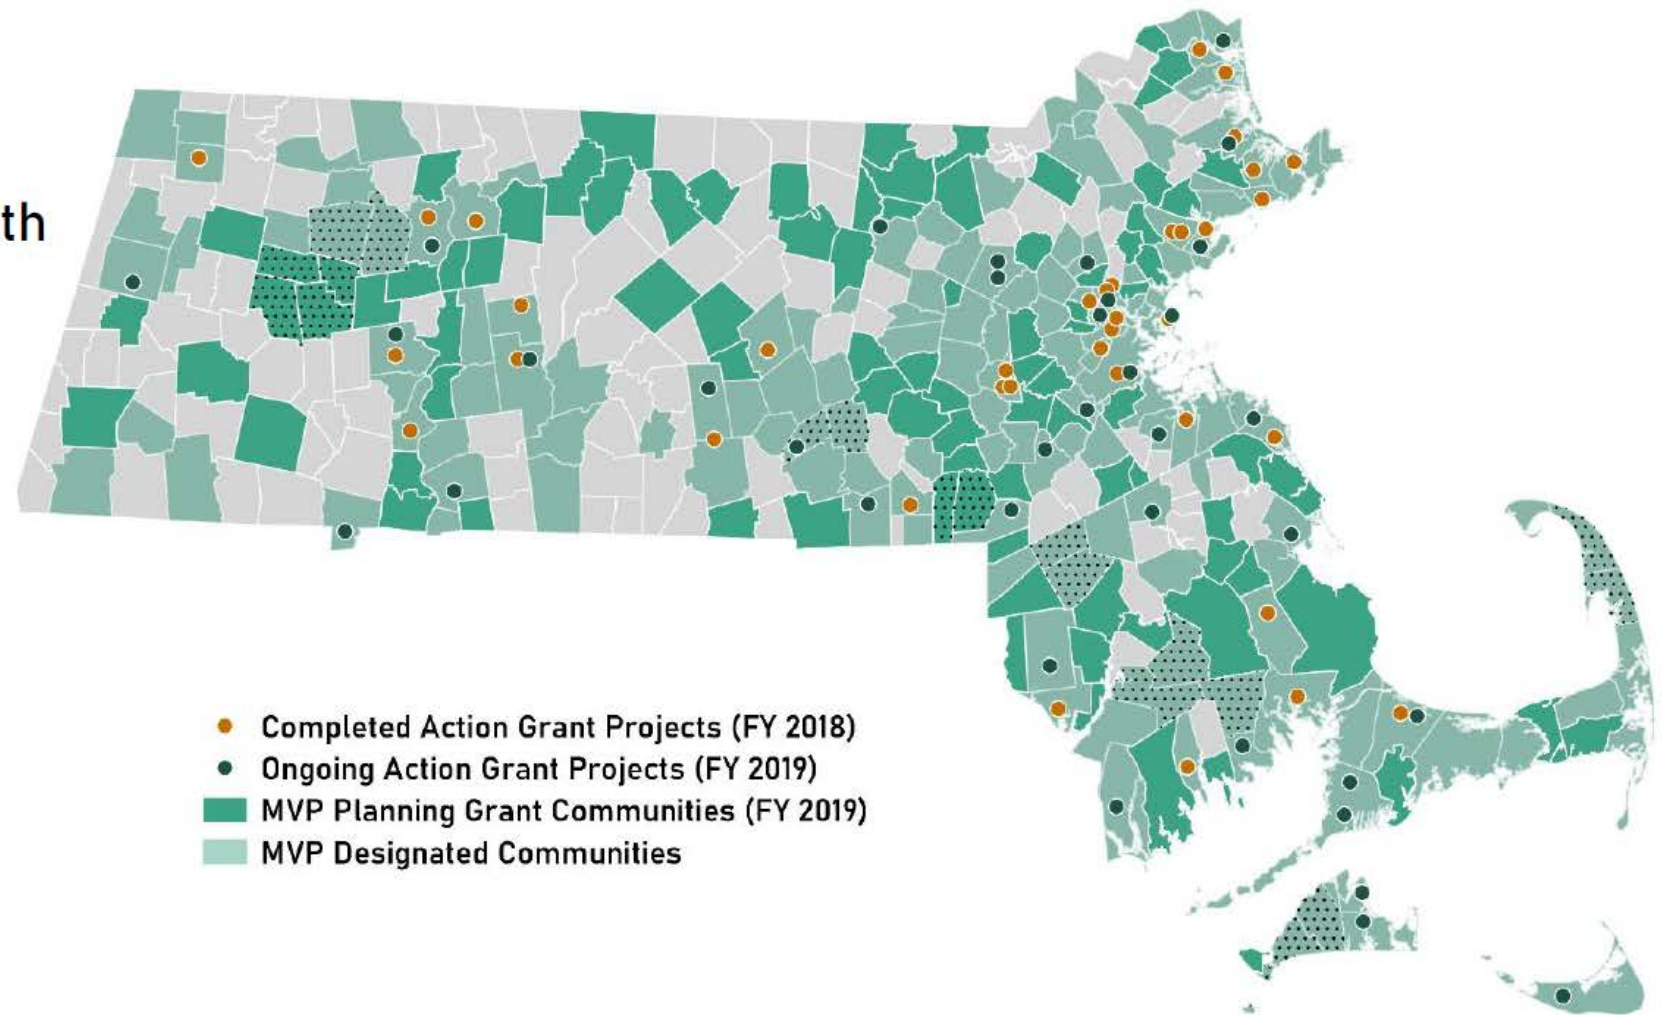 th
Completed Action Grant Projects (FY 2018)
Ongoing Action Grant Projects (FY 2019)
MVP Planning Grant Communities (FY 2019)
MVP Designated Communities